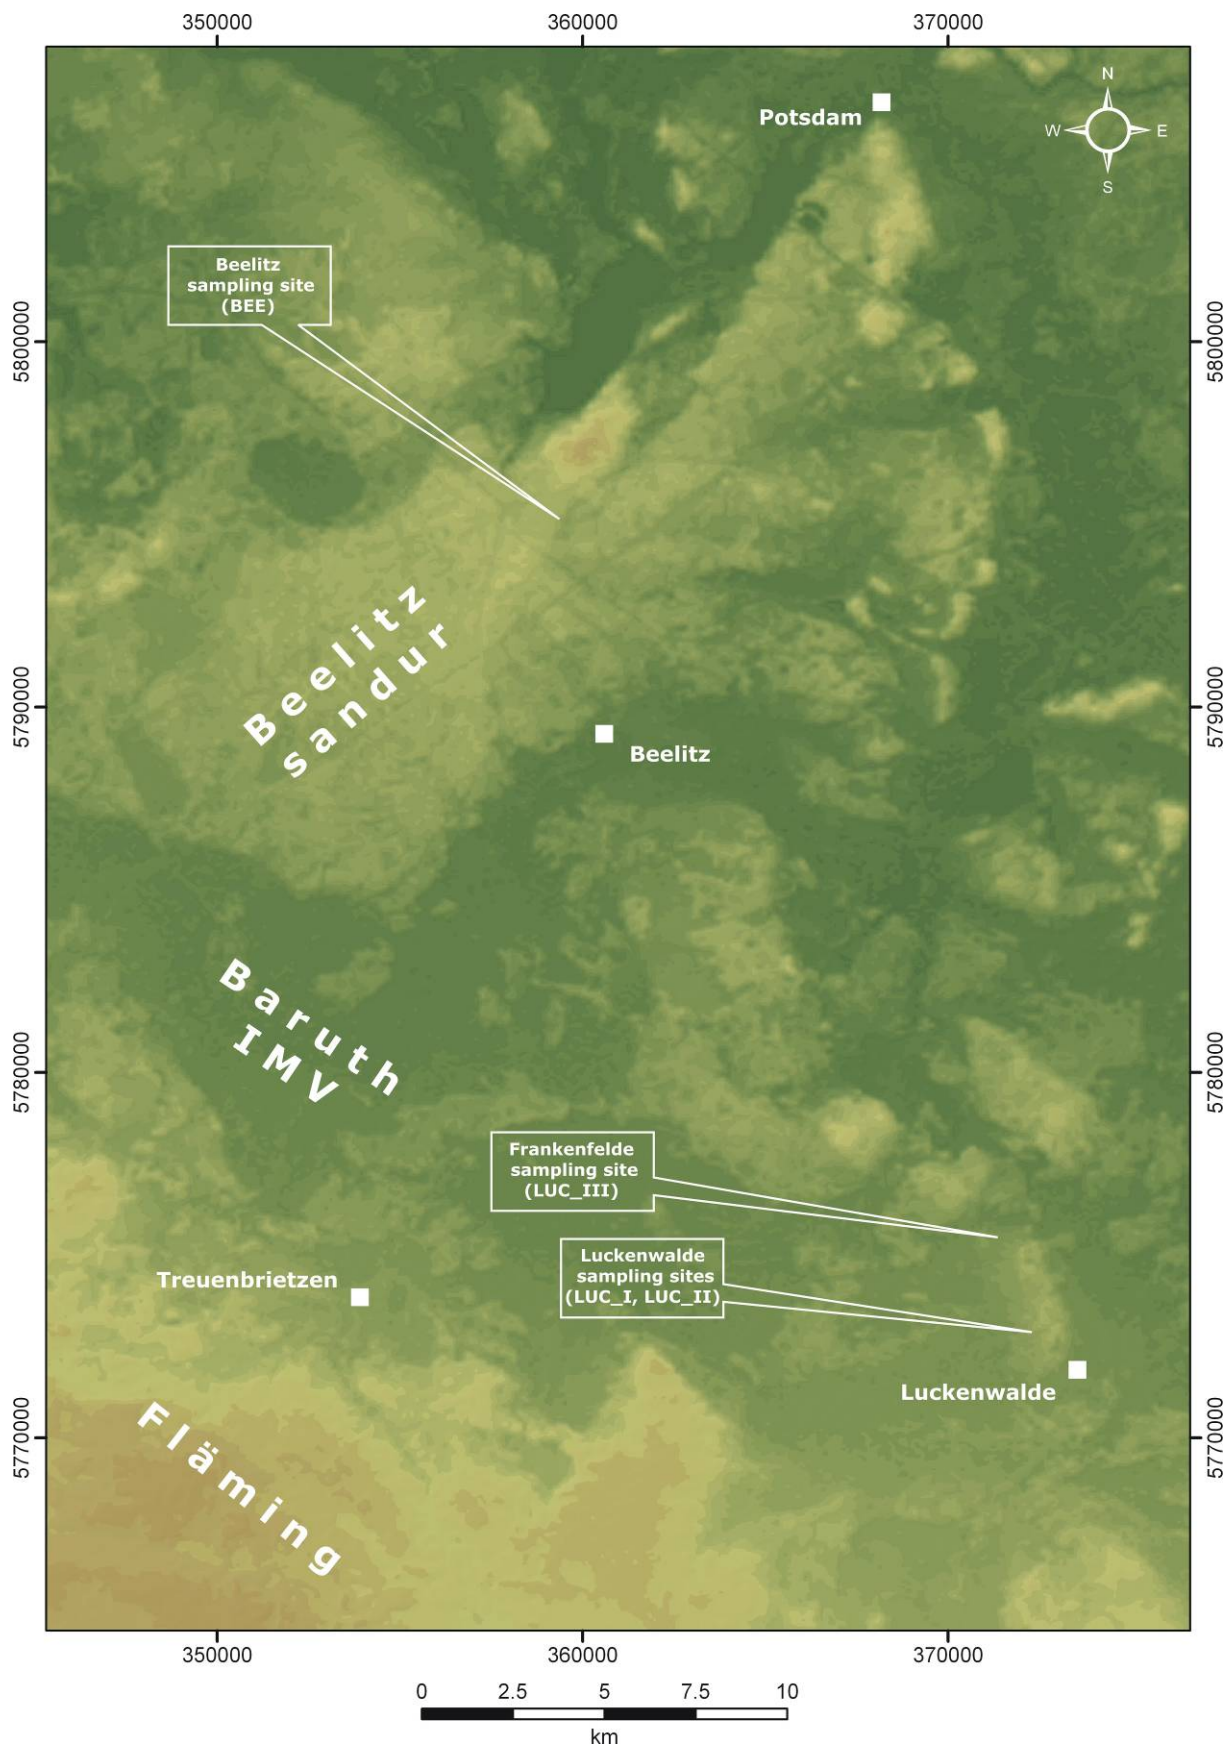 350000 360000 370000
N
W E
S
Potsdam
Beelitz
sampling site
(BEE)
5800000 5800000
Beelitz
sandur
5790000 5790000
Beelitz
Baruth
IMV
5780000 5780000
Frankenfelde
sampling site
(LUC_III)
Luckenwalde
sampling sites
(LUC_I, LUC_II)
Treuenbrietzen
Luckenwalde
5770000 5770000
Fläming
350000 360000 370000
0 2.5 5 7.5 10
km